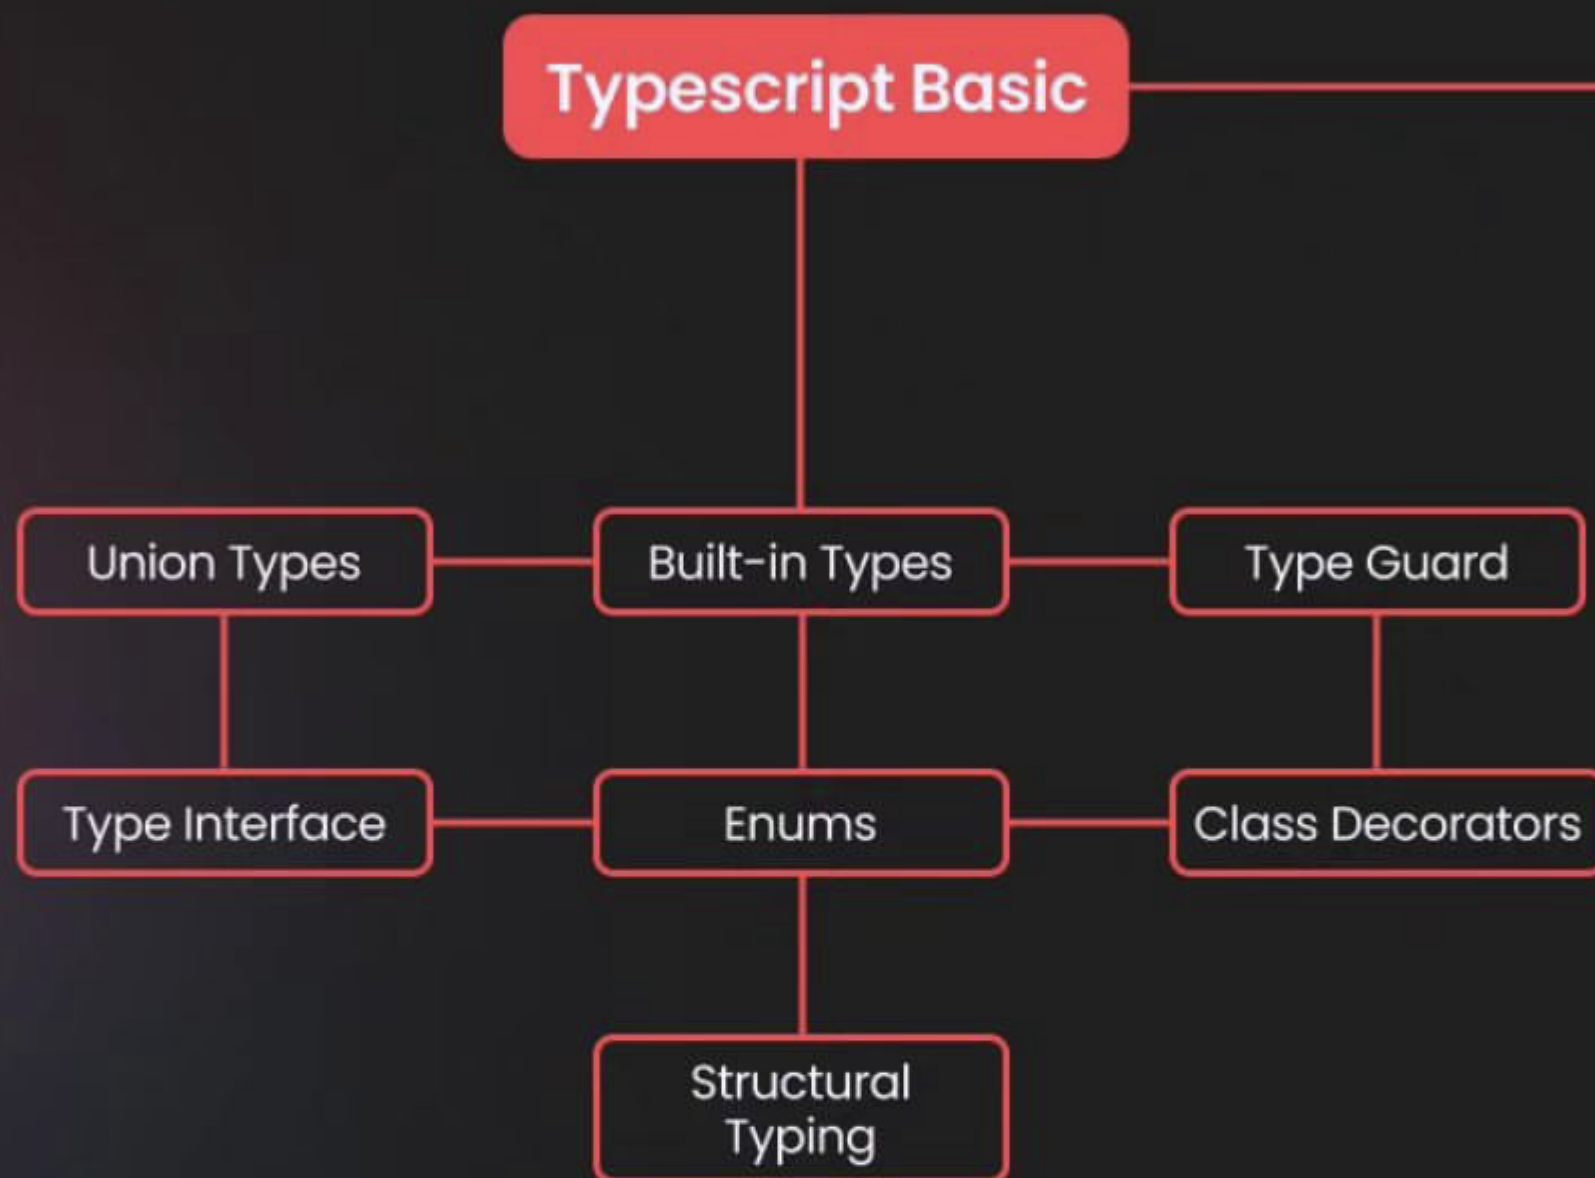 Typescript Basic
Union Types
Built-in Types
Type Guard
Type Interface
Enums
Class Decorators
Structural
Typing